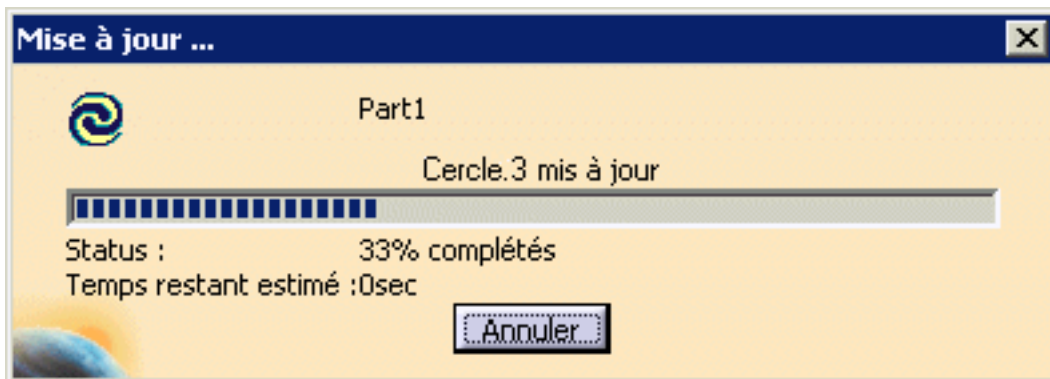 Mise à jour ...
Part1
Cercle.3 mis à jour
Status : 33% complétés
Temps restant estimé :0sec
Annuler